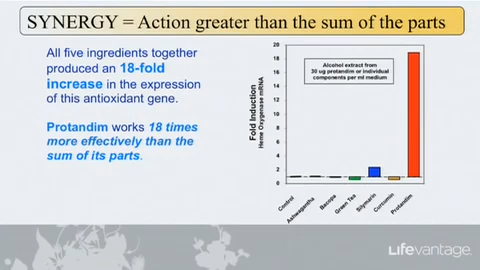 SYNERGY = Action greater than the sum of the parts
All five ingredients together
produced an 18-fold
increase in the expression
of this antioxidant gene.
Protandim works 18 times
more effectively than the
sum of its parts.
Alcohol extract from
30 ug protandim or individual
components per ml medium
Fold Induction
Heme Oxygenase mRNA
20
18
16
14
12
10
8
6
4
2
0
Control
Ashwagantha
Bacopa
Green Tea
Silymarin
Curcumin
Protandim
Lifevantage.